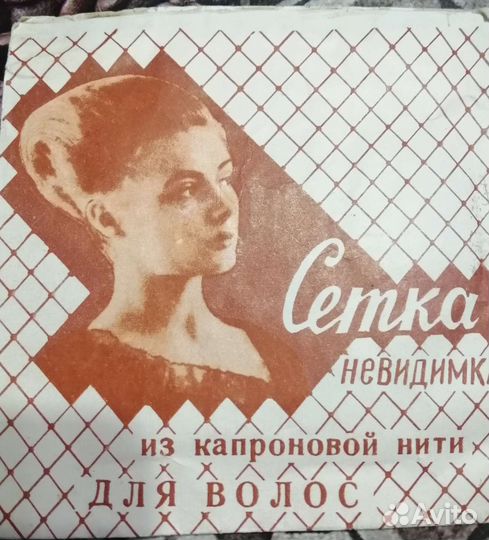 Сетка
невидимка
из капроновой нити
для волос
Avito